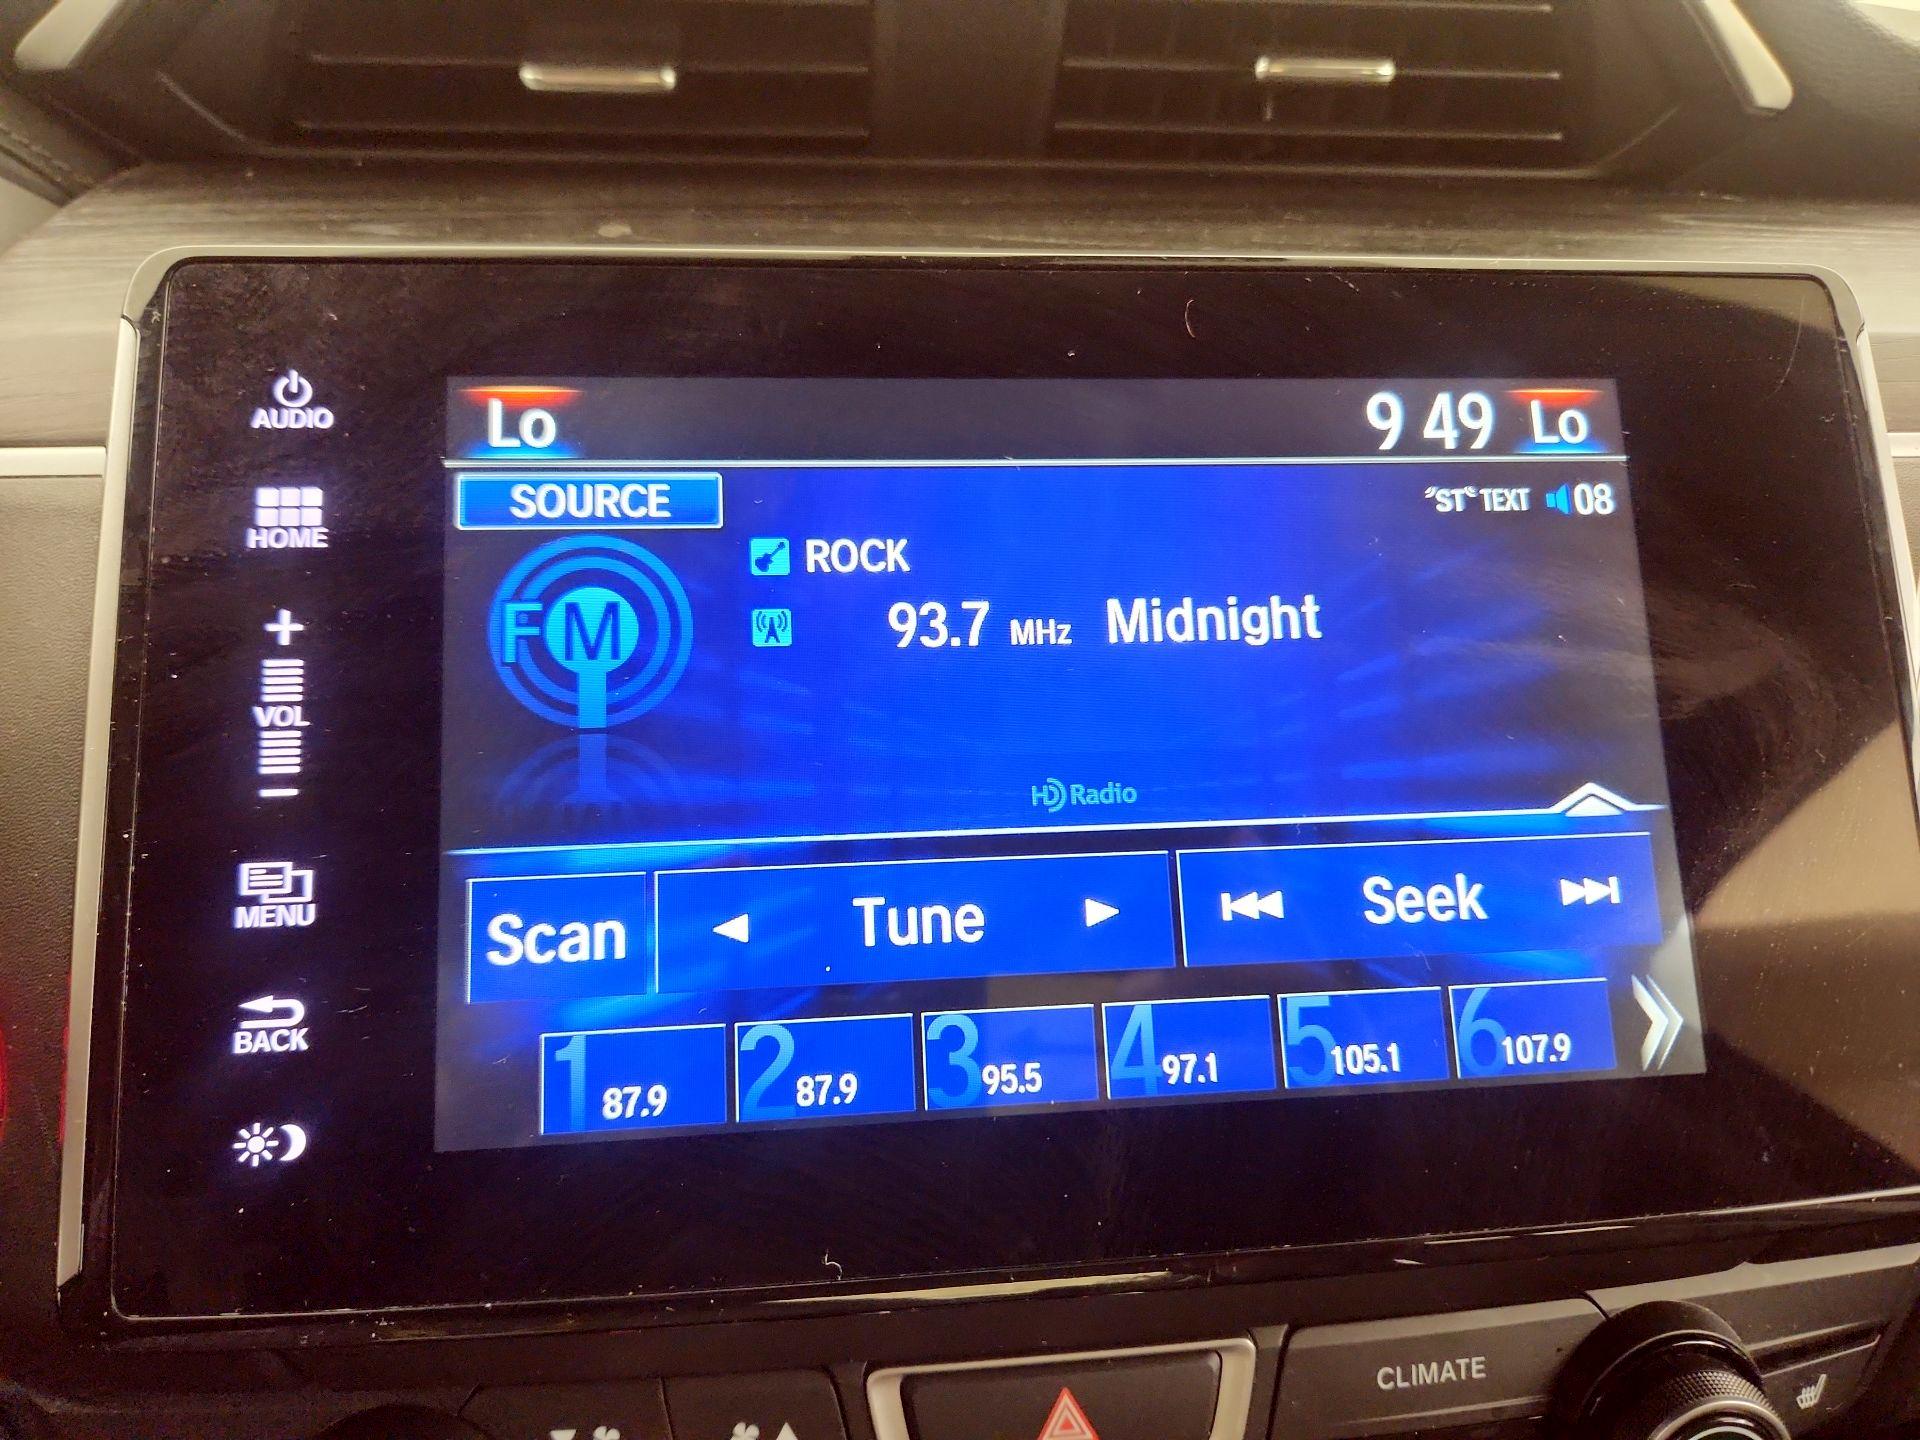 AUDIO
HOME
+
VOL
−
MENU
BACK
Lo
9 49
Lo
SOURCE
"ST" TEXT
08
FM
ROCK
93.7 MHz Midnight
HD Radio
Scan
Tune
Seek
1 87.9
2 87.9
3 95.5
4 97.1
5 105.1
6 107.9
CLIMATE